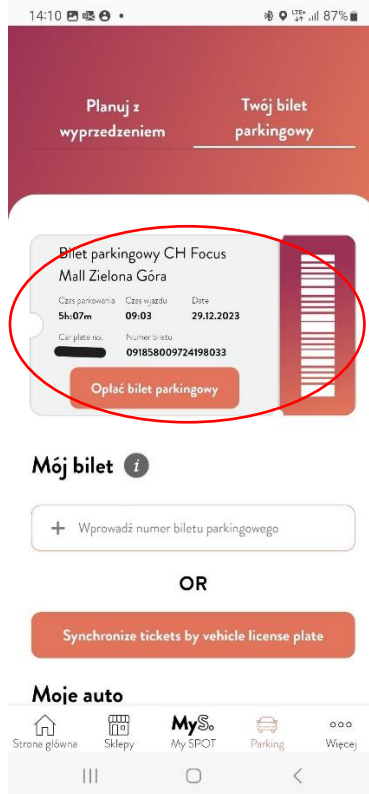 14:10
LTE+
87%
Planuj z
wyprzedzeniem
Twój bilet
parkingowy
Bilet parkingowy CH Focus
Mall Zielona Góra
Czas parkowania Czas wjazdu Date
5h:07m 09:03 29.12.2023
Car plate no. Numer biletu
091858009724198033
Opłać bilet parkingowy
Mój bilet i
+ Wprowadź numer biletu parkingowego
OR
Synchronize tickets by vehicle license plate
Moje auto
MyS.
Strona główna Sklepy My SPOT Parking Więcej